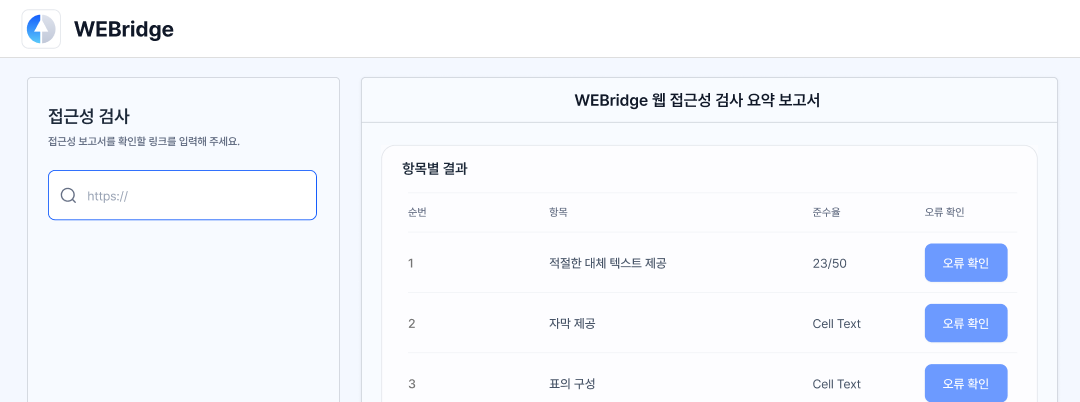 WEBridge
접근성 검사
접근성 보고서를 확인할 링크를 입력해 주세요.
https://
WEBridge 웹 접근성 검사 요약 보고서
항목별 결과
순번 항목 준수율 오류 확인
1 적절한 대체 텍스트 제공 23/50 오류 확인
2 자막 제공 Cell Text 오류 확인
3 표의 구성 Cell Text 오류 확인